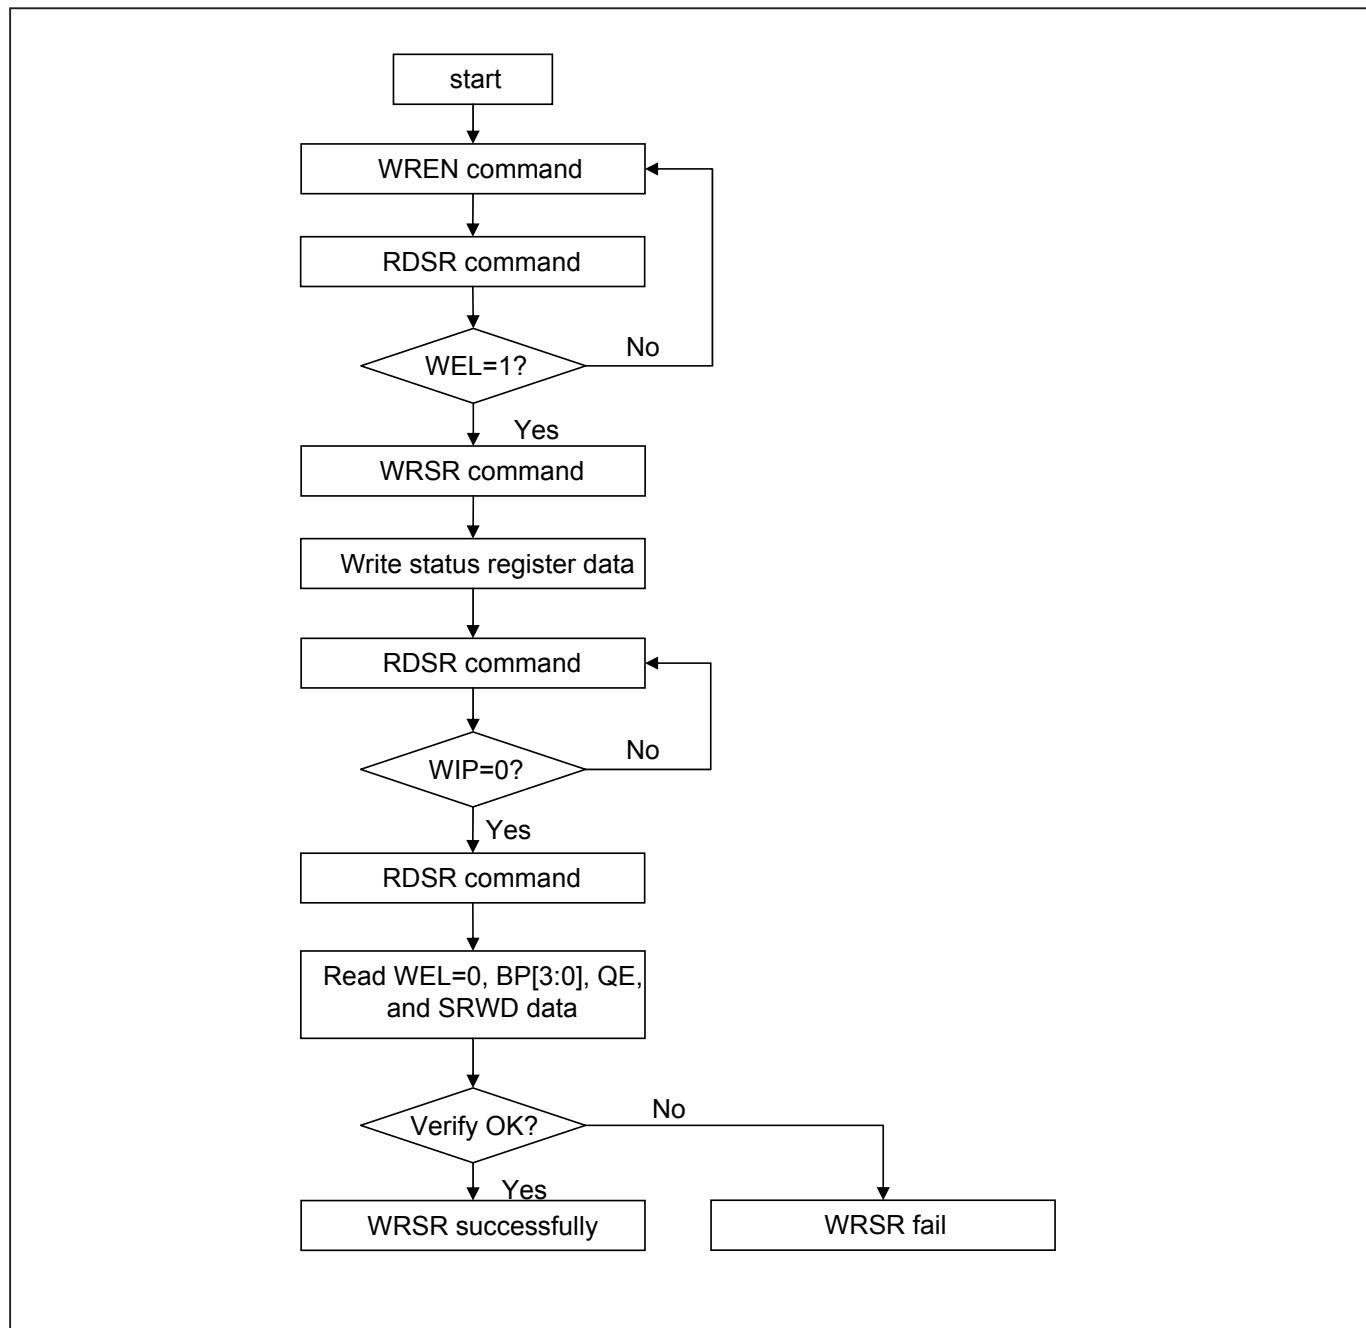 start
WREN command
RDSR command
WEL=1?
No
Yes
WRSR command
Write status register data
RDSR command
WIP=0?
No
Yes
RDSR command
Read WEL=0, BP[3:0], QE,
and SRWD data
Verify OK?
No
Yes
WRSR successfully
WRSR fail